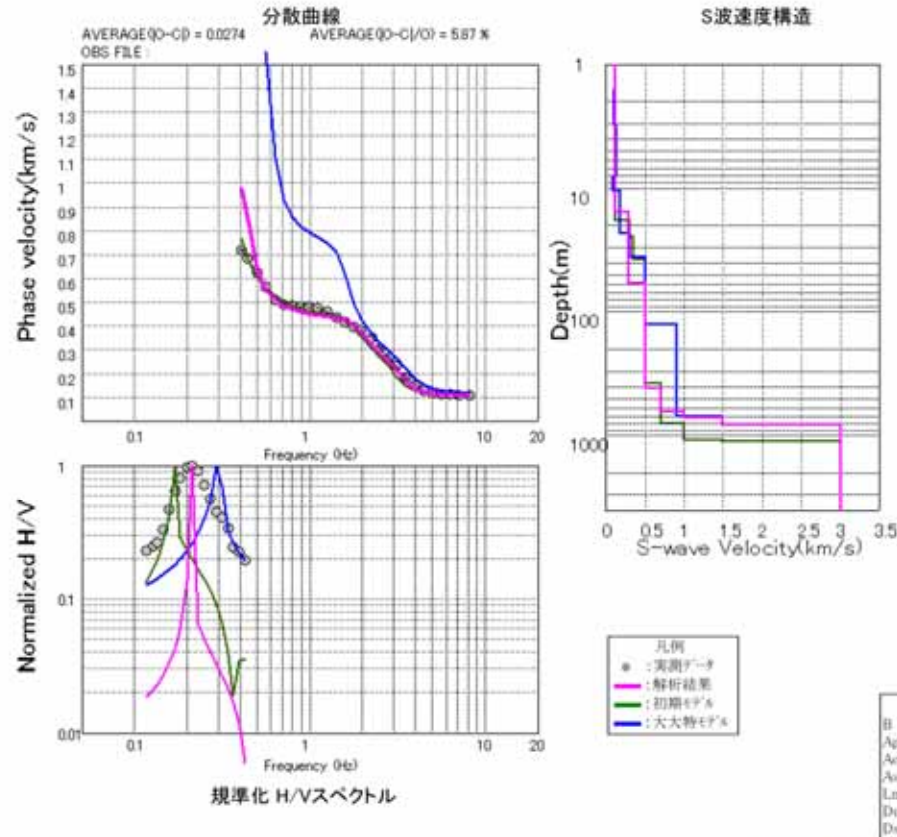 分散曲線
AVERAGE(|O-C|) = 0.0274 AVERAGE(|O-C|/O) = 5.87 %
OBS FILE :
Phase velocity(km/s)
1.5
1.4
1.3
1.2
1.1
1
0.9
0.8
0.7
0.6
0.5
0.4
0.3
0.2
0.1
0.1 1 10 20
Frequency (Hz)
Normalized H/V
1
0.1
0.01
0.1 1 10 20
Frequency (Hz)
規準化 H/Vスペクトル
S波速度構造
Depth(m)
1
10
100
1000
0 0.5 1 1.5 2 2.5 3 3.5
S-wave Velocity(km/s)
凡例
: 実測データ
: 解析結果
: 初期モデル
: 大大特モデル
B